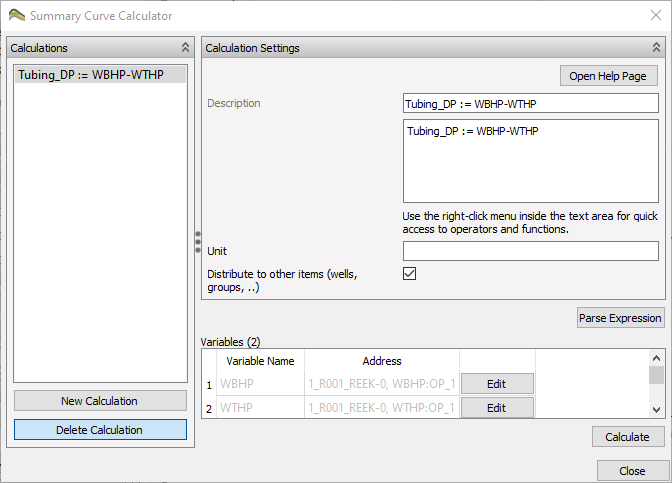 Summary Curve Calculator
Calculations
Tubing_DP := WBHP-WTHP
New Calculation
Delete Calculation
Calculation Settings
Open Help Page
Description
Tubing_DP := WBHP-WTHP
Tubing_DP := WBHP-WTHP
Use the right-click menu inside the text area for quick
access to operators and functions.
Unit
Distribute to other items (wells,
groups, ..)
Parse Expression
Variables (2)
Variable Name Address
1 WBHP 1_R001_REEK-0, WBHP:OP_1 Edit
2 WTHP 1_R001_REEK-0, WTHP:OP_1 Edit
Calculate
Close